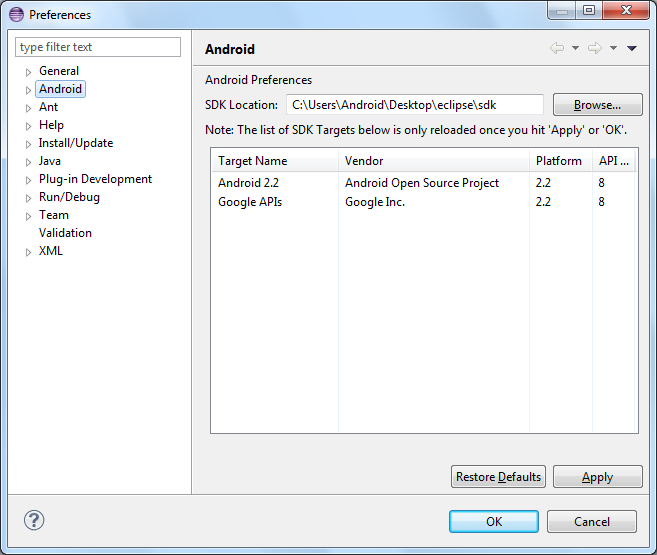 Preferences
type filter text
General
Android
Ant
Help
Install/Update
Java
Plug-in Development
Run/Debug
Team
Validation
XML
Android
Android Preferences
SDK Location: C:\Users\Android\Desktop\eclipse\sdk Browse...
Note: The list of SDK Targets below is only reloaded once you hit 'Apply' or 'OK'.
Target Name Vendor Platform API ...
Android 2.2 Android Open Source Project 2.2 8
Google APIs Google Inc. 2.2 8
Restore Defaults Apply
? OK Cancel